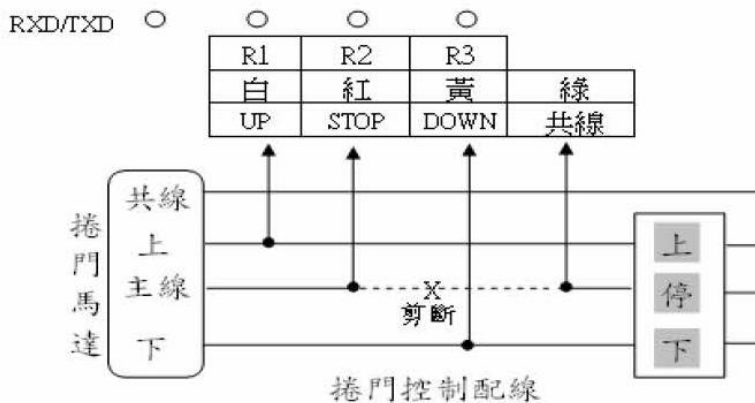 RXD/TXD
R1 R2 R3
白 紅 黃 綠
UP STOP DOWN 共線
捲門馬達
共線
上
主線
下
X
剪斷
上
停
下
捲門控制配線